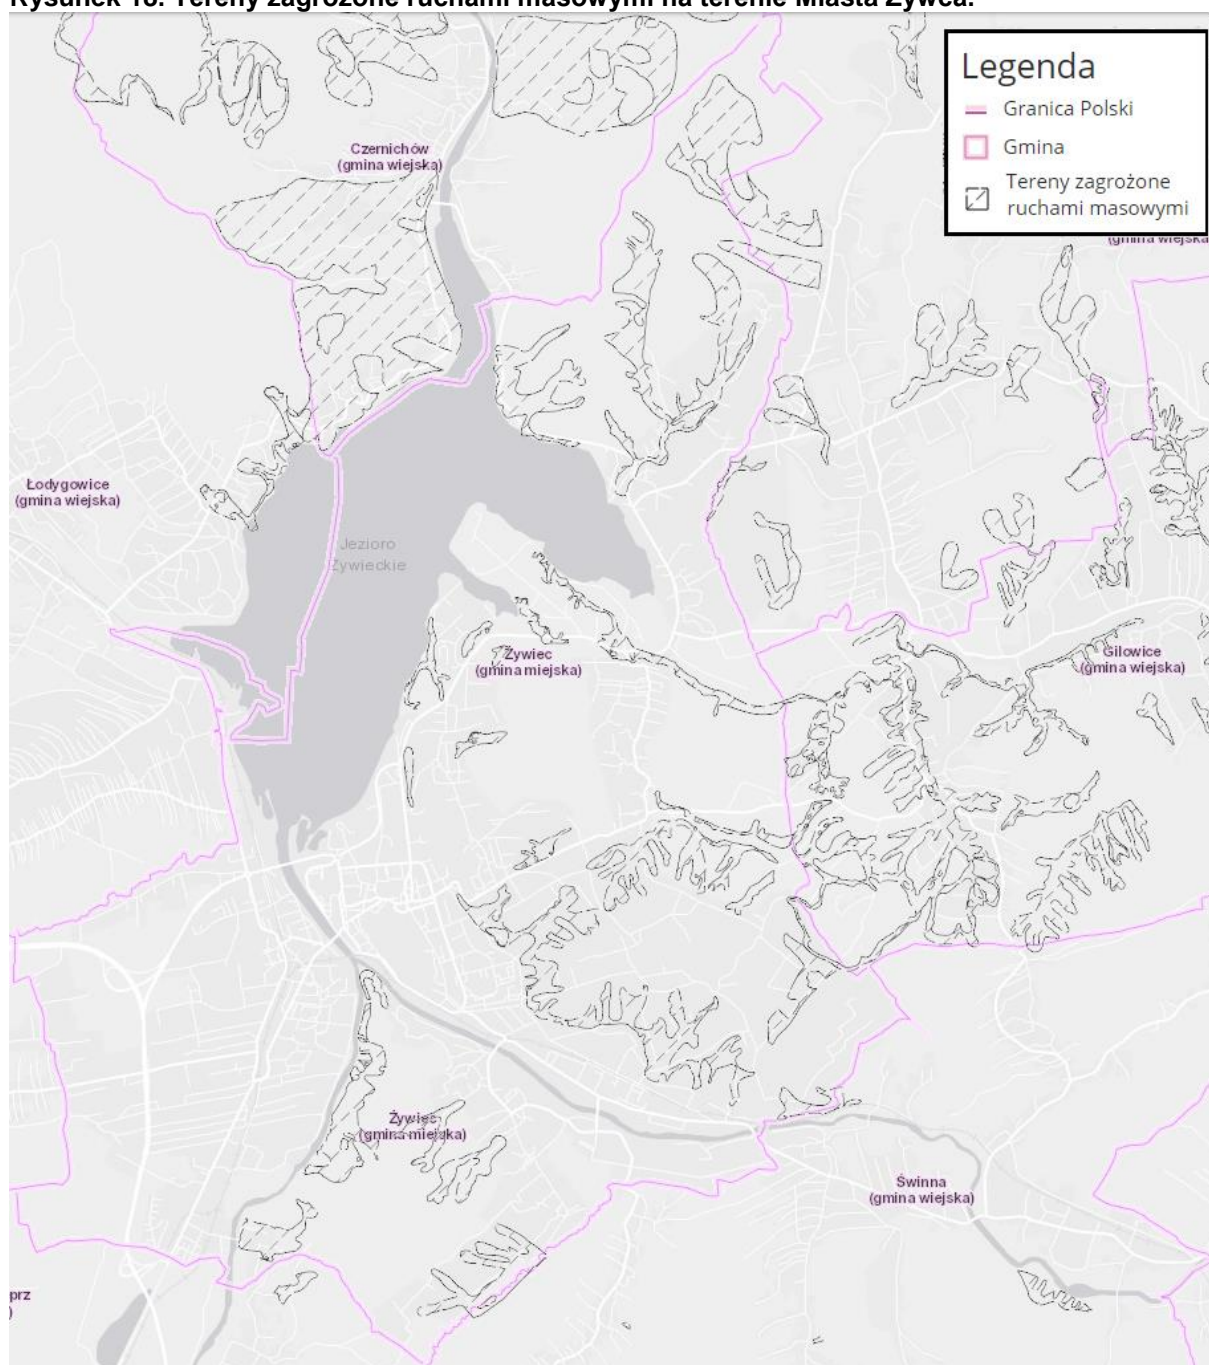 Rysunek 18. Tereny zagrożone ruchami masowymi na terenie Miasta Żywca.
Legenda
Granica Polski
Gmina
Tereny zagrożone
ruchami masowymi
(gmina wiejska
Czernichów
(gmina wiejska)
Łodygowice
(gmina wiejska)
Jezioro
Żywieckie
Żywiec
(gmina miejska)
Gilowice
(gmina wiejska)
Żywiec
(gmina miejska)
Świnna
(gmina wiejska)
prz
)